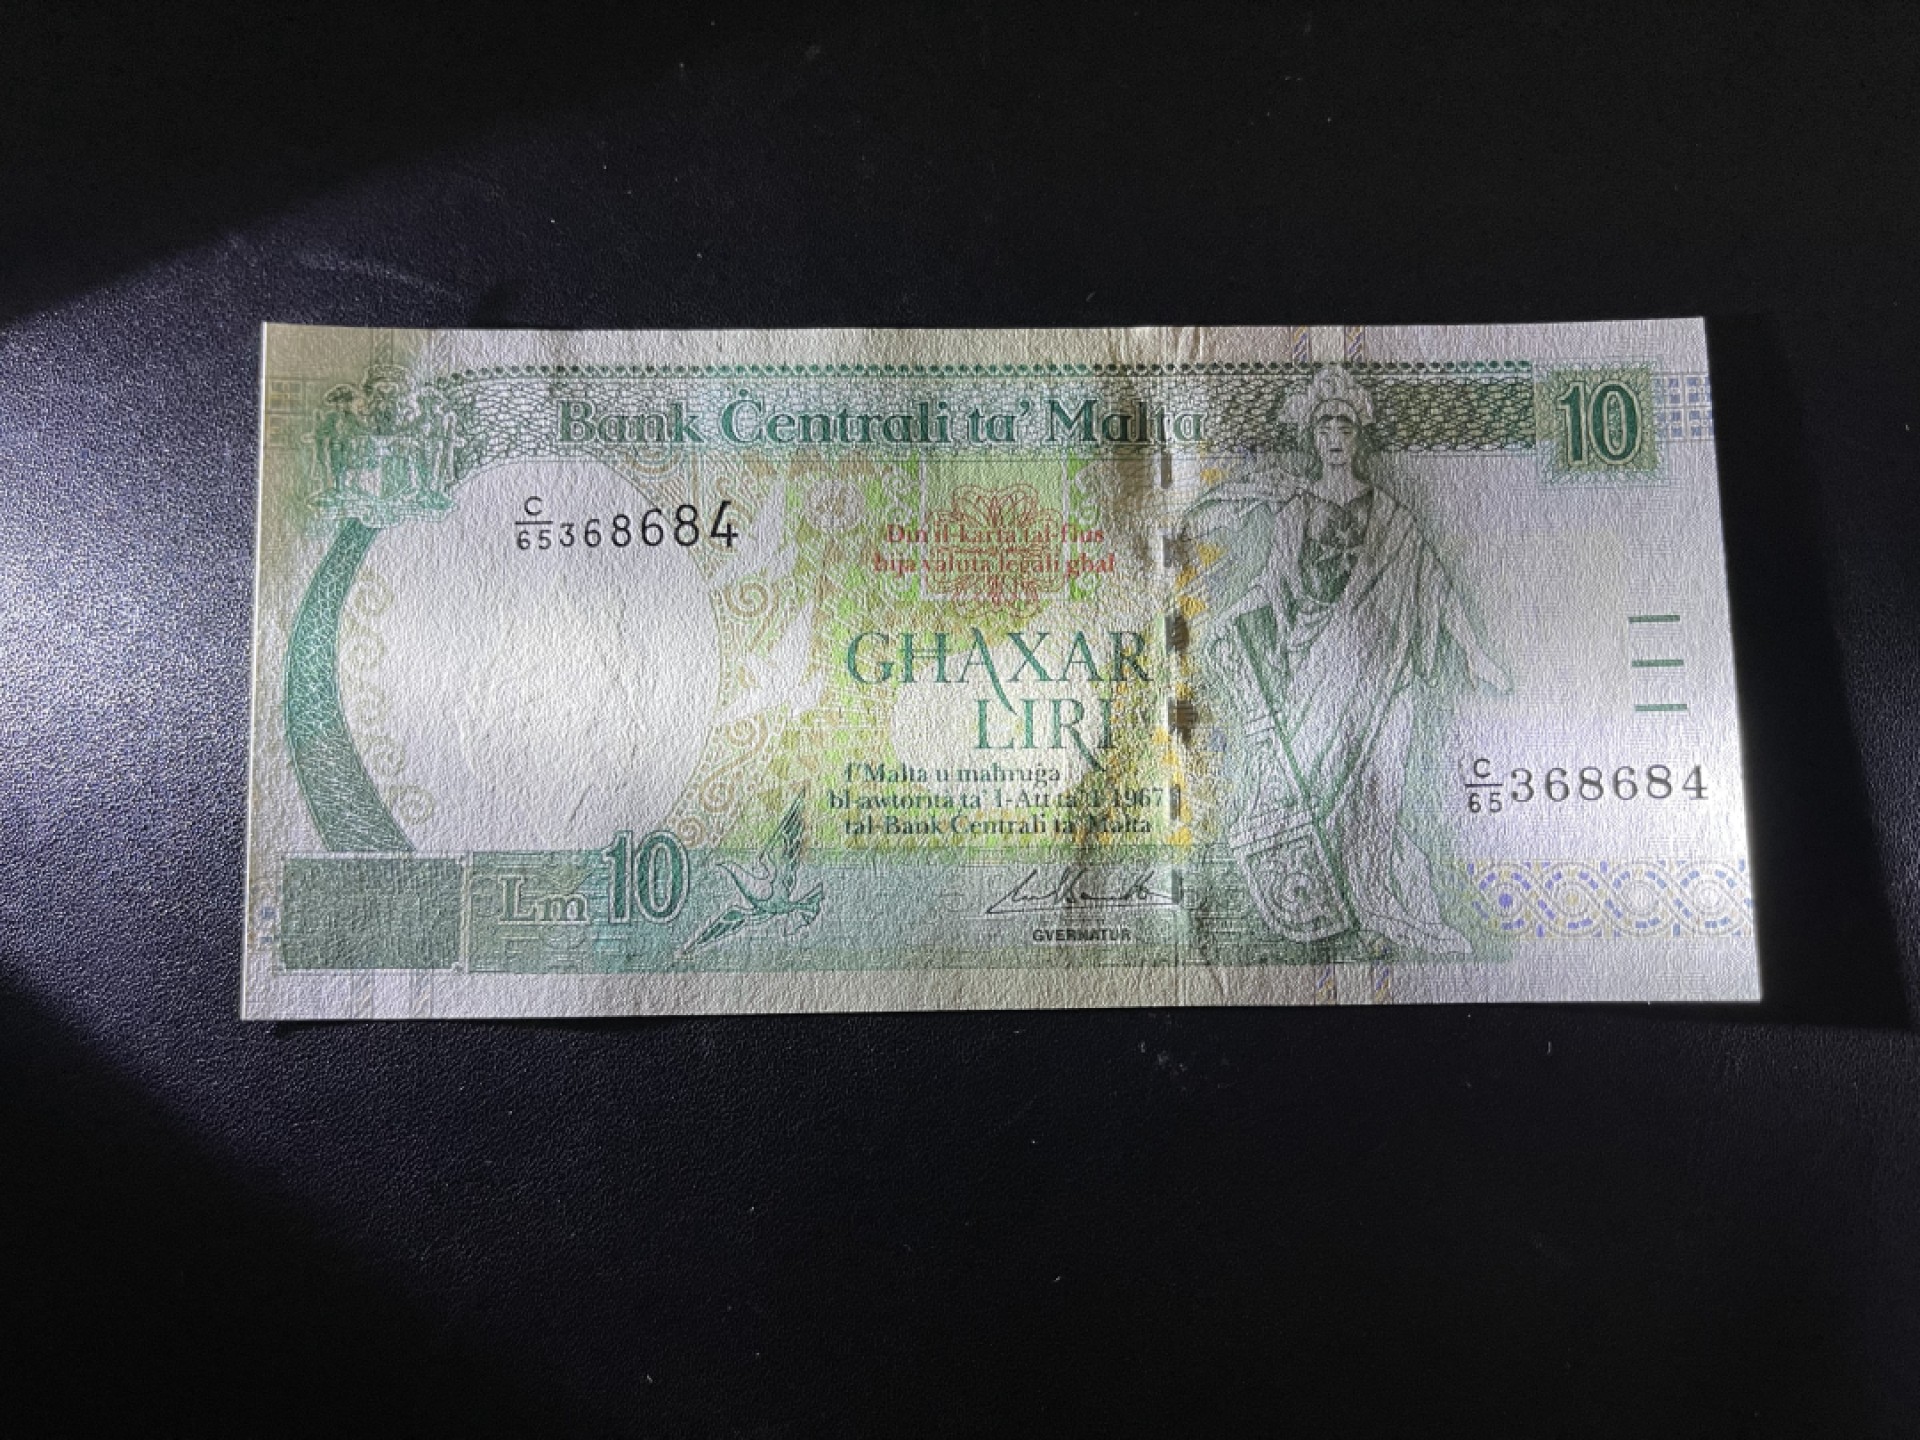 Bank Ċentrali ta' Malta
10
C/65 368684
Din il-karta tal-flus
hija valuta legali għal
GĦAXAR
LIRI
f'Malta u maħruġa
bl-awtorità ta' l-Att ta' l-1967
tal-Bank Ċentrali ta' Malta
C/65 368684
Lm 10
GVERNATUR